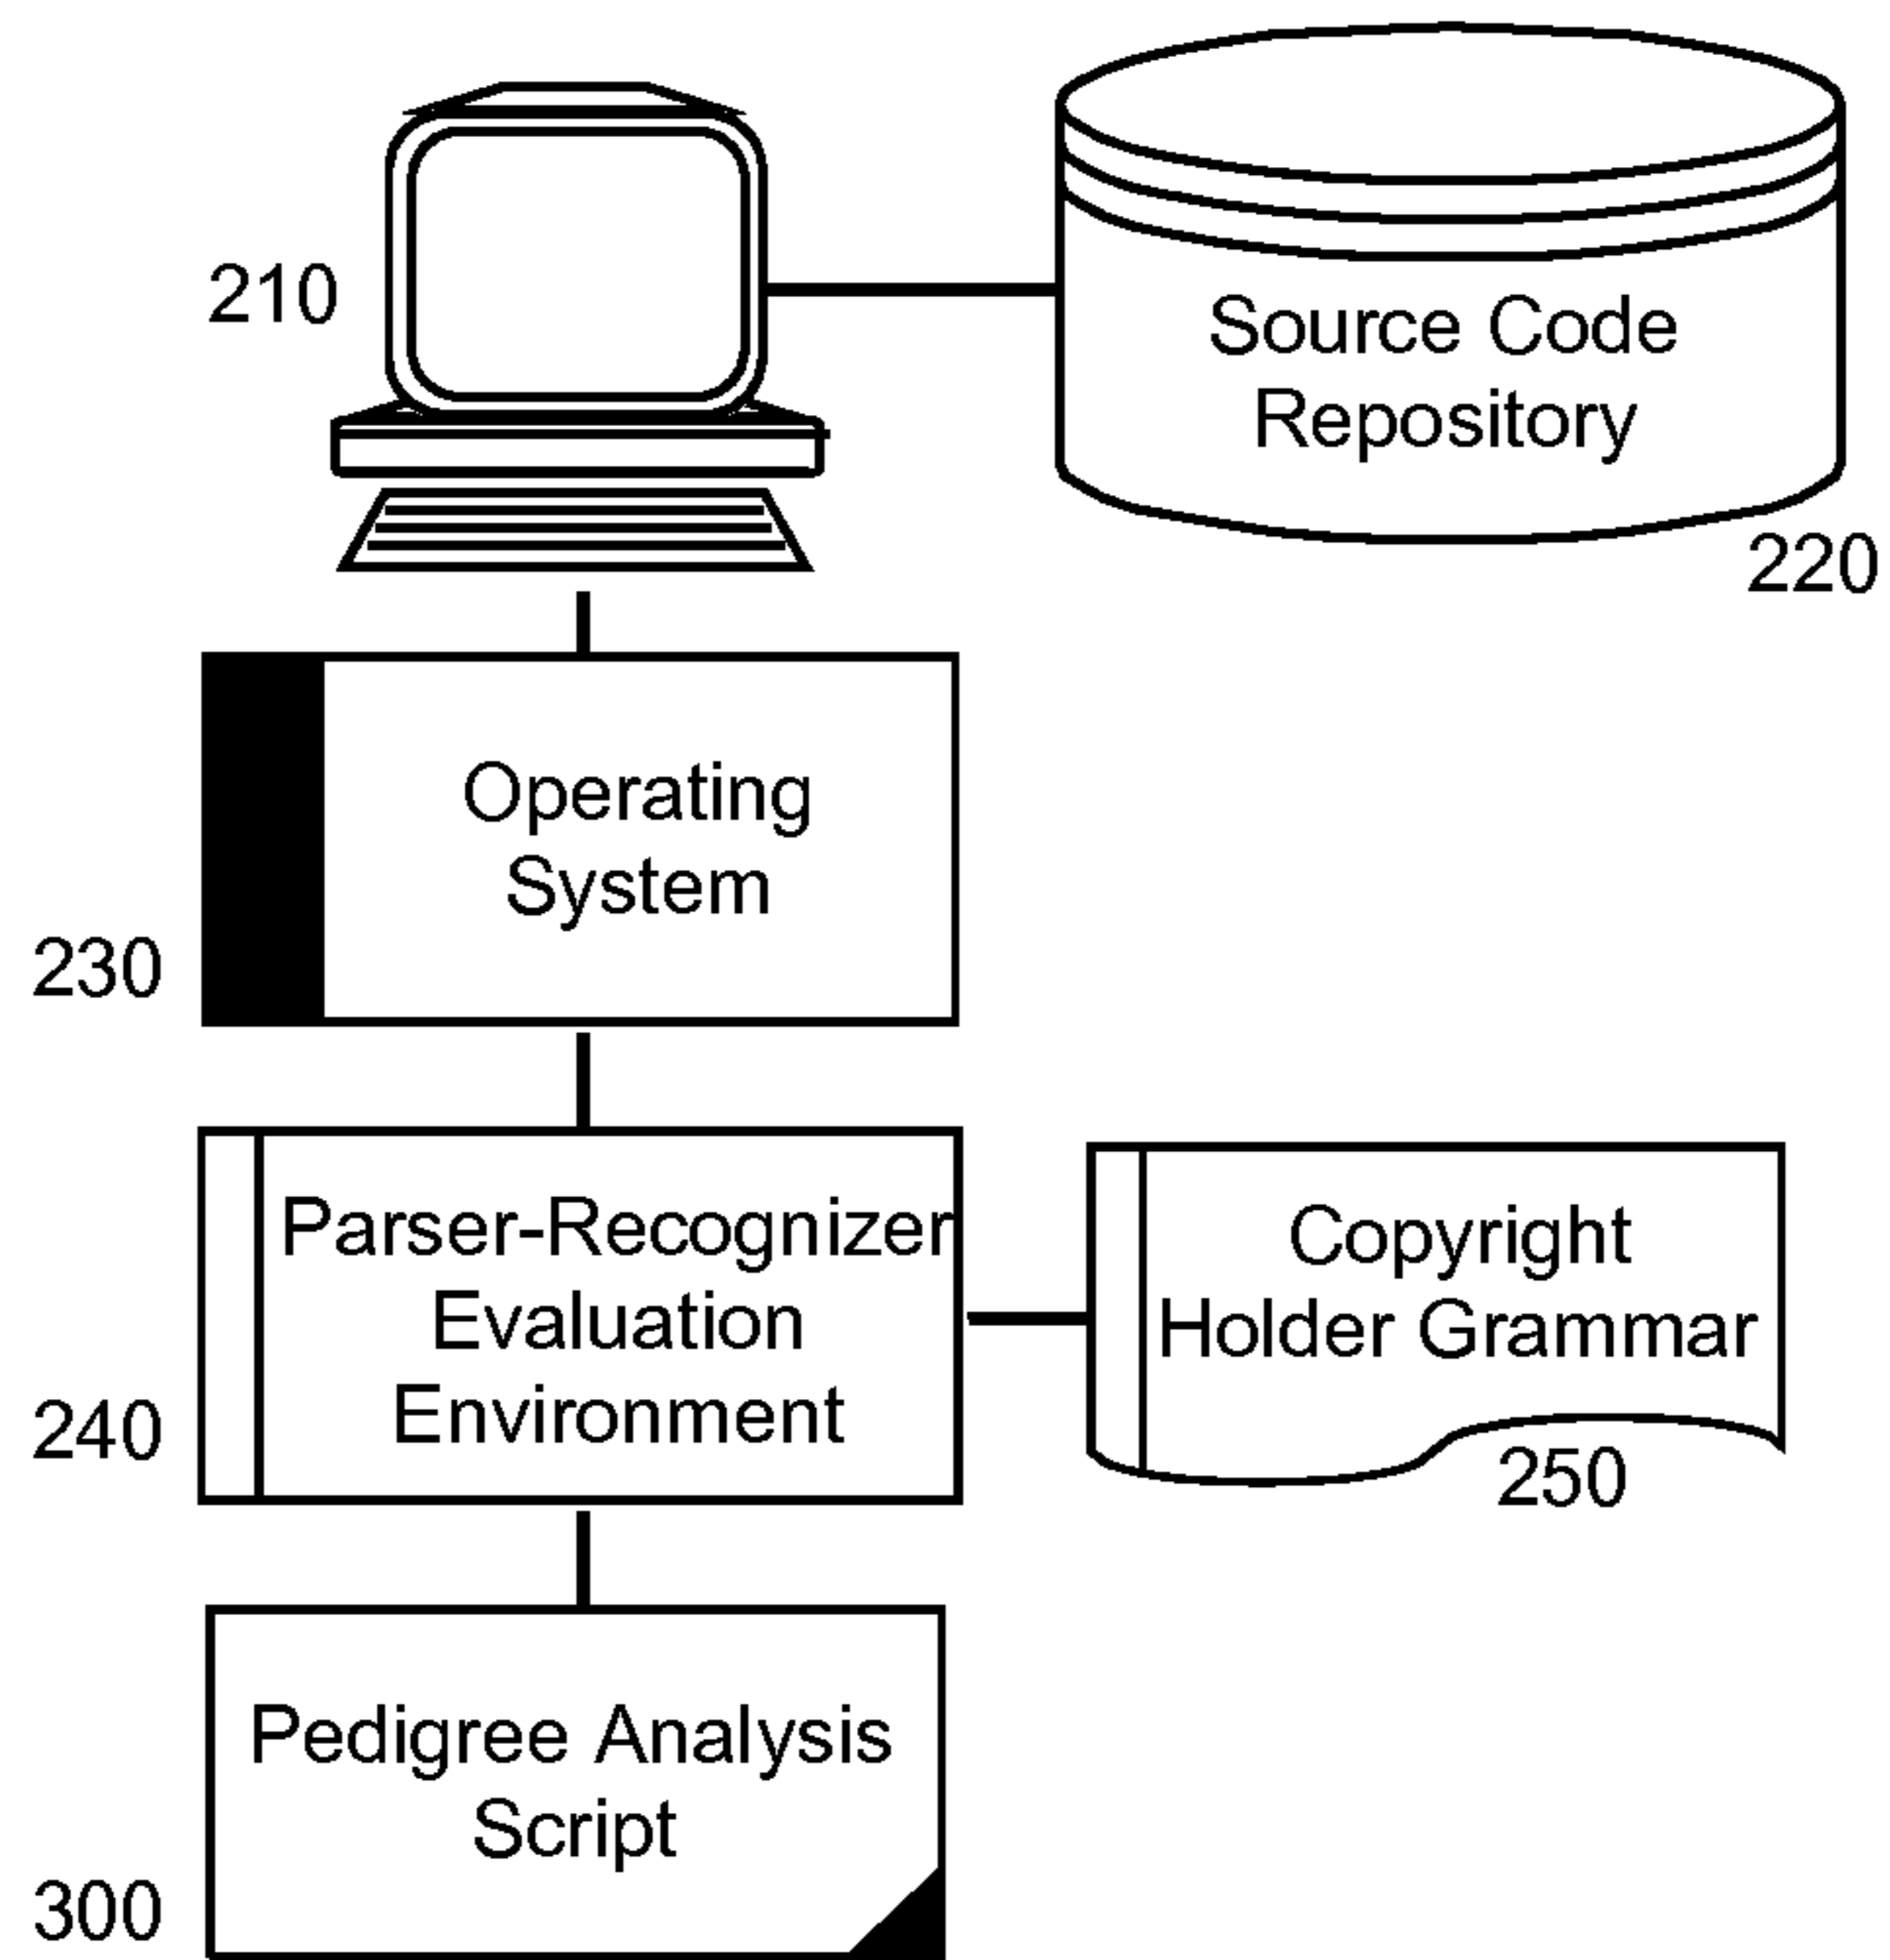 210
Source Code
Repository
220
Operating
System
230
Parser-Recognizer
Evaluation
Environment
240
Copyright
Holder Grammar
250
Pedigree Analysis
Script
300